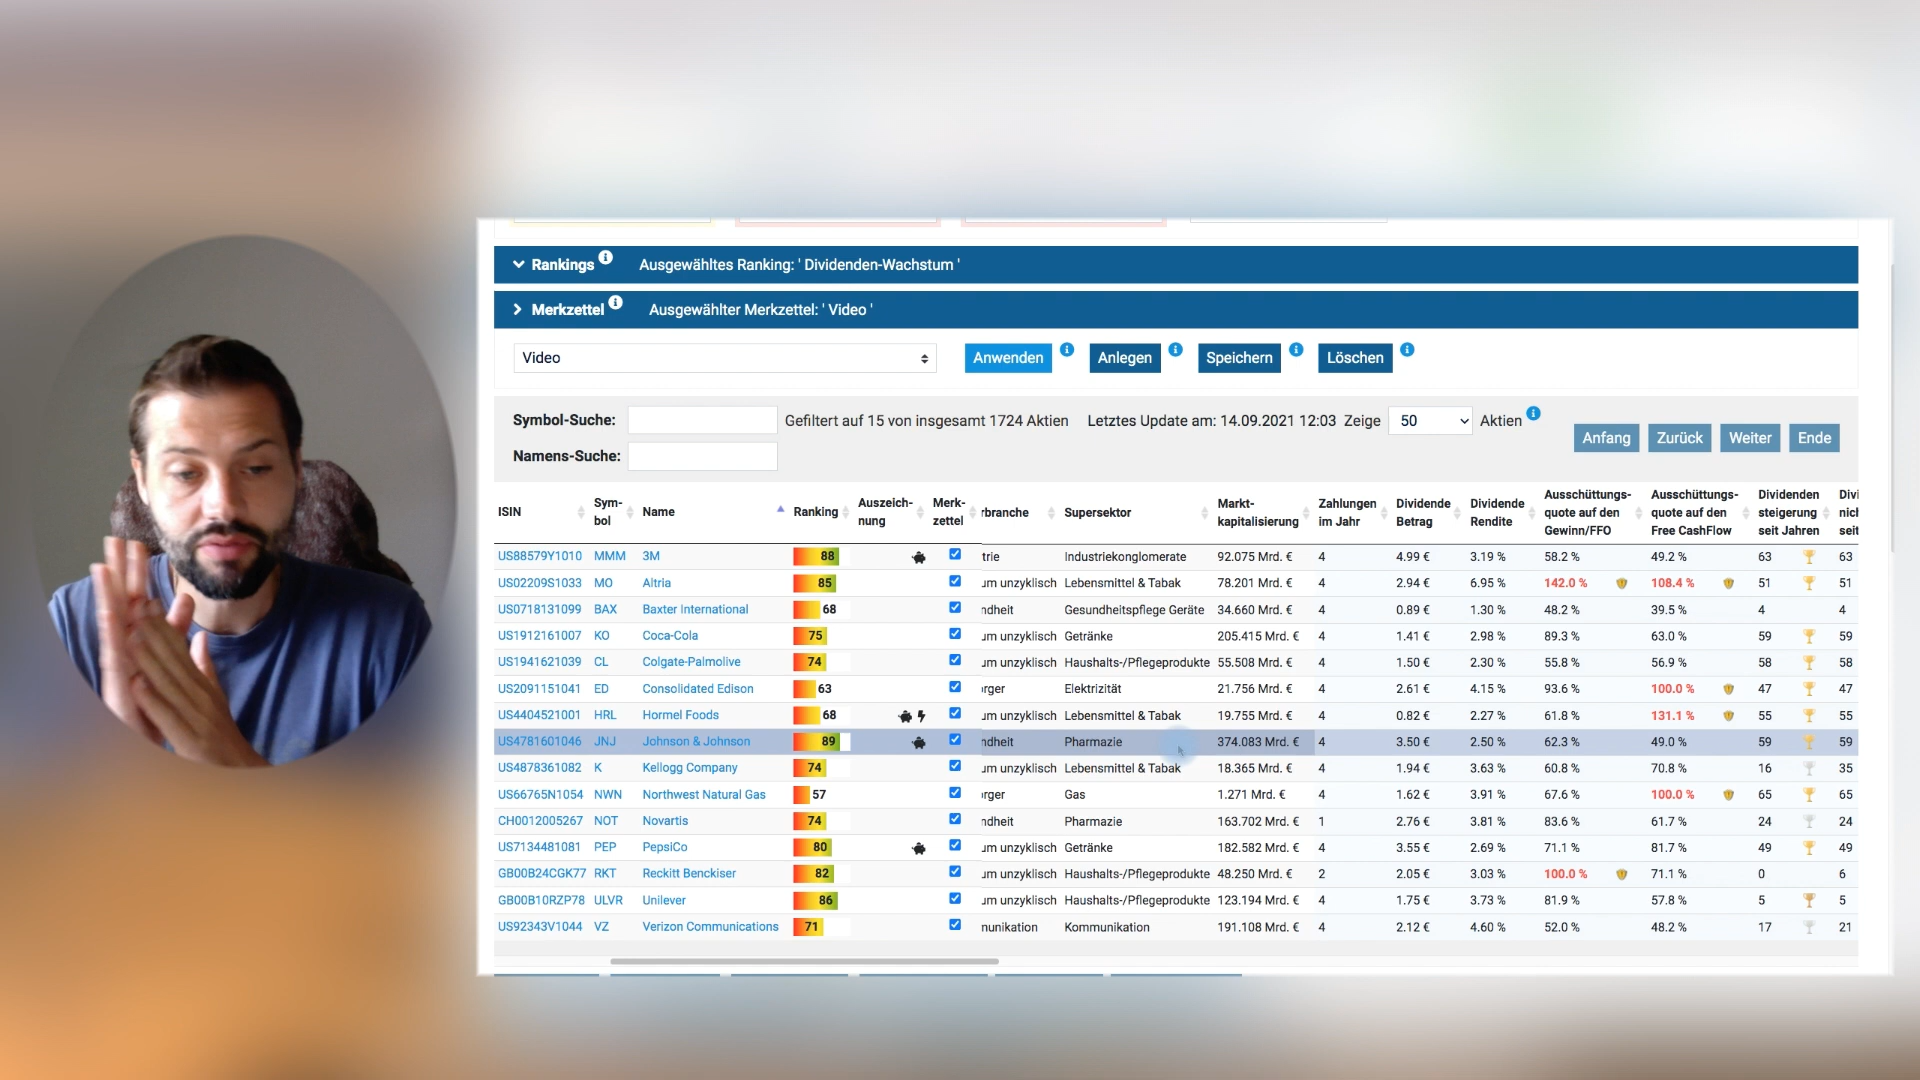 Rankings Ausgewähltes Ranking: ' Dividenden-Wachstum '
Merkzettel Ausgewählter Merkzettel: ' Video '
Video Anwenden Anlegen Speichern Löschen
Symbol-Suche: Gefiltert auf 15 von insgesamt 1724 Aktien Letztes Update am: 14.09.2021 12:03 Zeige 50 Aktien
Anfang Zurück Weiter Ende
Namens-Suche:
ISIN Sym-bol Name Ranking Auszeich-nung Merk-zettel rbranche Supersektor Markt-kapitalisierung Zahlungen im Jahr Dividende Betrag Dividende Rendite Ausschüttungs-quote auf den Gewinn/FFO Ausschüttungs-quote auf den Free CashFlow Dividenden steigerung seit Jahren Divi nich seit
US88579Y1010 MMM 3M 88 trie Industriekonglomerate 92.075 Mrd. € 4 4.99 € 3.19 % 58.2 % 49.2 % 63 63
US02209S1033 MO Altria 85 um unzyklisch Lebensmittel & Tabak 78.201 Mrd. € 4 2.94 € 6.95 % 142.0 % 108.4 % 51 51
US0718131099 BAX Baxter International 68 ndheit Gesundheitspflege Geräte 34.660 Mrd. € 4 0.89 € 1.30 % 48.2 % 39.5 % 4 4
US1912161007 KO Coca-Cola 75 um unzyklisch Getränke 205.415 Mrd. € 4 1.41 € 2.98 % 89.3 % 63.0 % 59 59
US1941621039 CL Colgate-Palmolive 74 um unzyklisch Haushalts-/Pflegeprodukte 55.508 Mrd. € 4 1.50 € 2.30 % 55.8 % 56.9 % 58 58
US2091151041 ED Consolidated Edison 63 orger Elektrizität 21.756 Mrd. € 4 2.61 € 4.15 % 93.6 % 100.0 % 47 47
US4404521001 HRL Hormel Foods 68 um unzyklisch Lebensmittel & Tabak 19.755 Mrd. € 4 0.82 € 2.27 % 61.8 % 131.1 % 55 55
US4781601046 JNJ Johnson & Johnson 89 ndheit Pharmazie 374.083 Mrd. € 4 3.50 € 2.50 % 62.3 % 49.0 % 59 59
US4878361082 K Kellogg Company 74 um unzyklisch Lebensmittel & Tabak 18.365 Mrd. € 4 1.94 € 3.63 % 60.8 % 70.8 % 16 35
US66765N1054 NWN Northwest Natural Gas 57 orger Gas 1.271 Mrd. € 4 1.62 € 3.91 % 67.6 % 100.0 % 65 65
CH0012005267 NOT Novartis 74 ndheit Pharmazie 163.702 Mrd. € 1 2.76 € 3.81 % 83.6 % 61.7 % 24 24
US7134481081 PEP PepsiCo 80 um unzyklisch Getränke 182.582 Mrd. € 4 3.55 € 2.69 % 71.1 % 81.7 % 49 49
GB00B24CGK77 RKT Reckitt Benckiser 82 um unzyklisch Haushalts-/Pflegeprodukte 48.250 Mrd. € 2 2.05 € 3.03 % 100.0 % 71.1 % 0 6
GB00B10RZP78 ULVR Unilever 86 um unzyklisch Haushalts-/Pflegeprodukte 123.194 Mrd. € 4 1.75 € 3.73 % 81.9 % 57.8 % 5 5
US92343V1044 VZ Verizon Communications 71 nunikation Kommunikation 191.108 Mrd. € 4 2.12 € 4.60 % 52.0 % 48.2 % 17 21